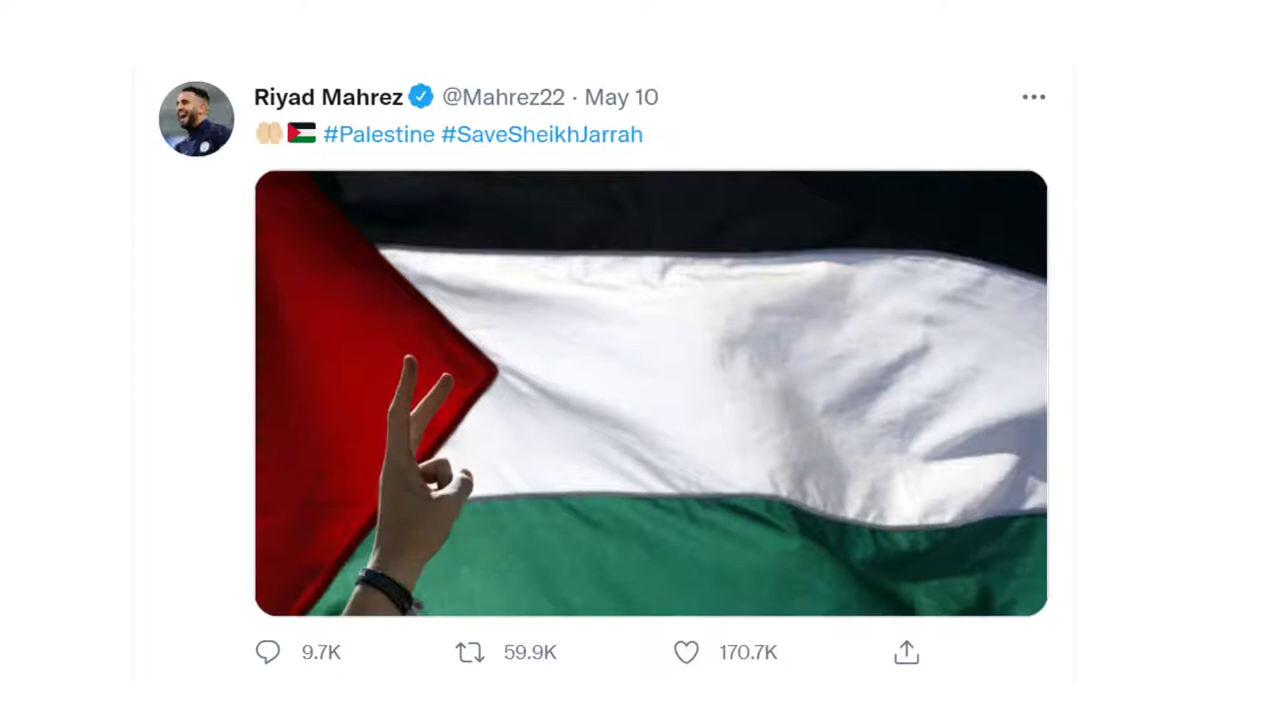 Riyad Mahrez @Mahrez22 · May 10
🤲🏼🇵🇸 #Palestine #SaveSheikhJarrah
9.7K 59.9K 170.7K